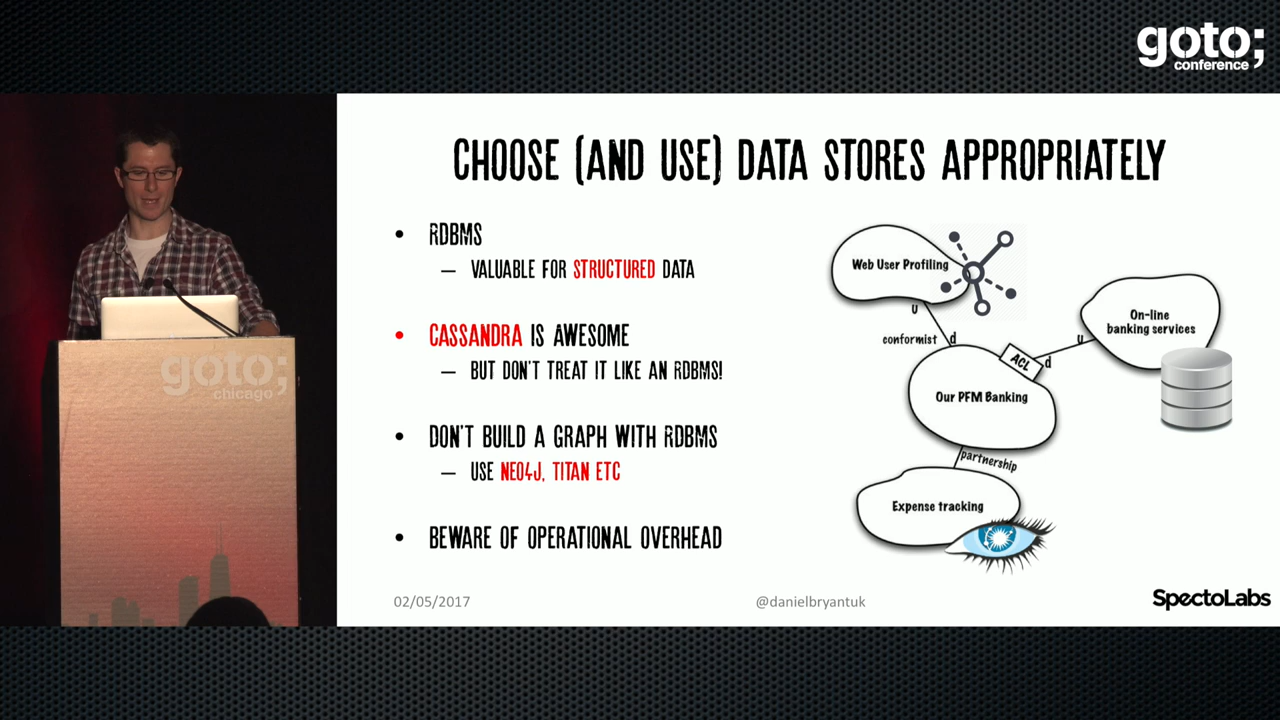 goto;
conference
CHOOSE (AND USE) DATA STORES APPROPRIATELY
• RDBMS
– VALUABLE FOR STRUCTURED DATA
• CASSANDRA IS AWESOME
– BUT DON'T TREAT IT LIKE AN RDBMS!
• DON'T BUILD A GRAPH WITH RDBMS
– USE NEO4J, TITAN ETC
• BEWARE OF OPERATIONAL OVERHEAD
Web User Profiling
U
conformist d
On-line
banking services
U
ACL d
Our PFM Banking
partnership
Expense tracking
goto;
chicago
02/05/2017
@danielbryantuk
SpectoLabs